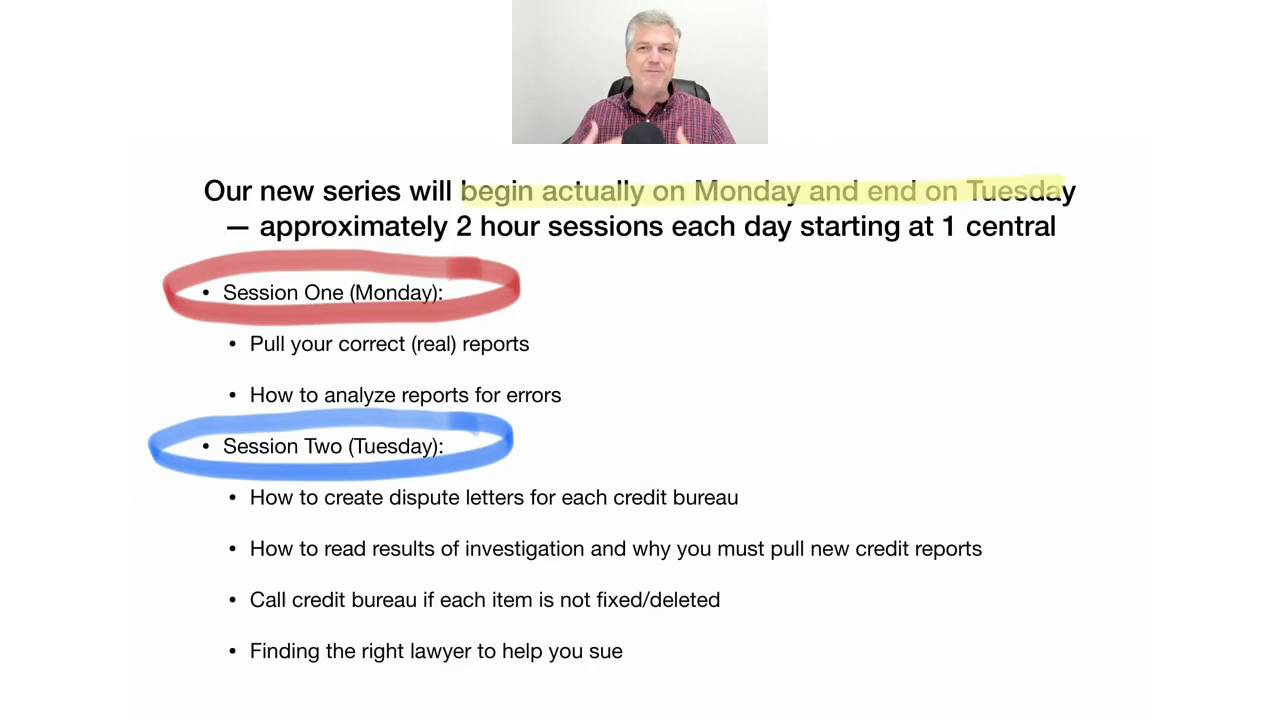 Our new series will begin actually on Monday and end on Tuesday
— approximately 2 hour sessions each day starting at 1 central
• Session One (Monday):
• Pull your correct (real) reports
• How to analyze reports for errors
• Session Two (Tuesday):
• How to create dispute letters for each credit bureau
• How to read results of investigation and why you must pull new credit reports
• Call credit bureau if each item is not fixed/deleted
• Finding the right lawyer to help you sue